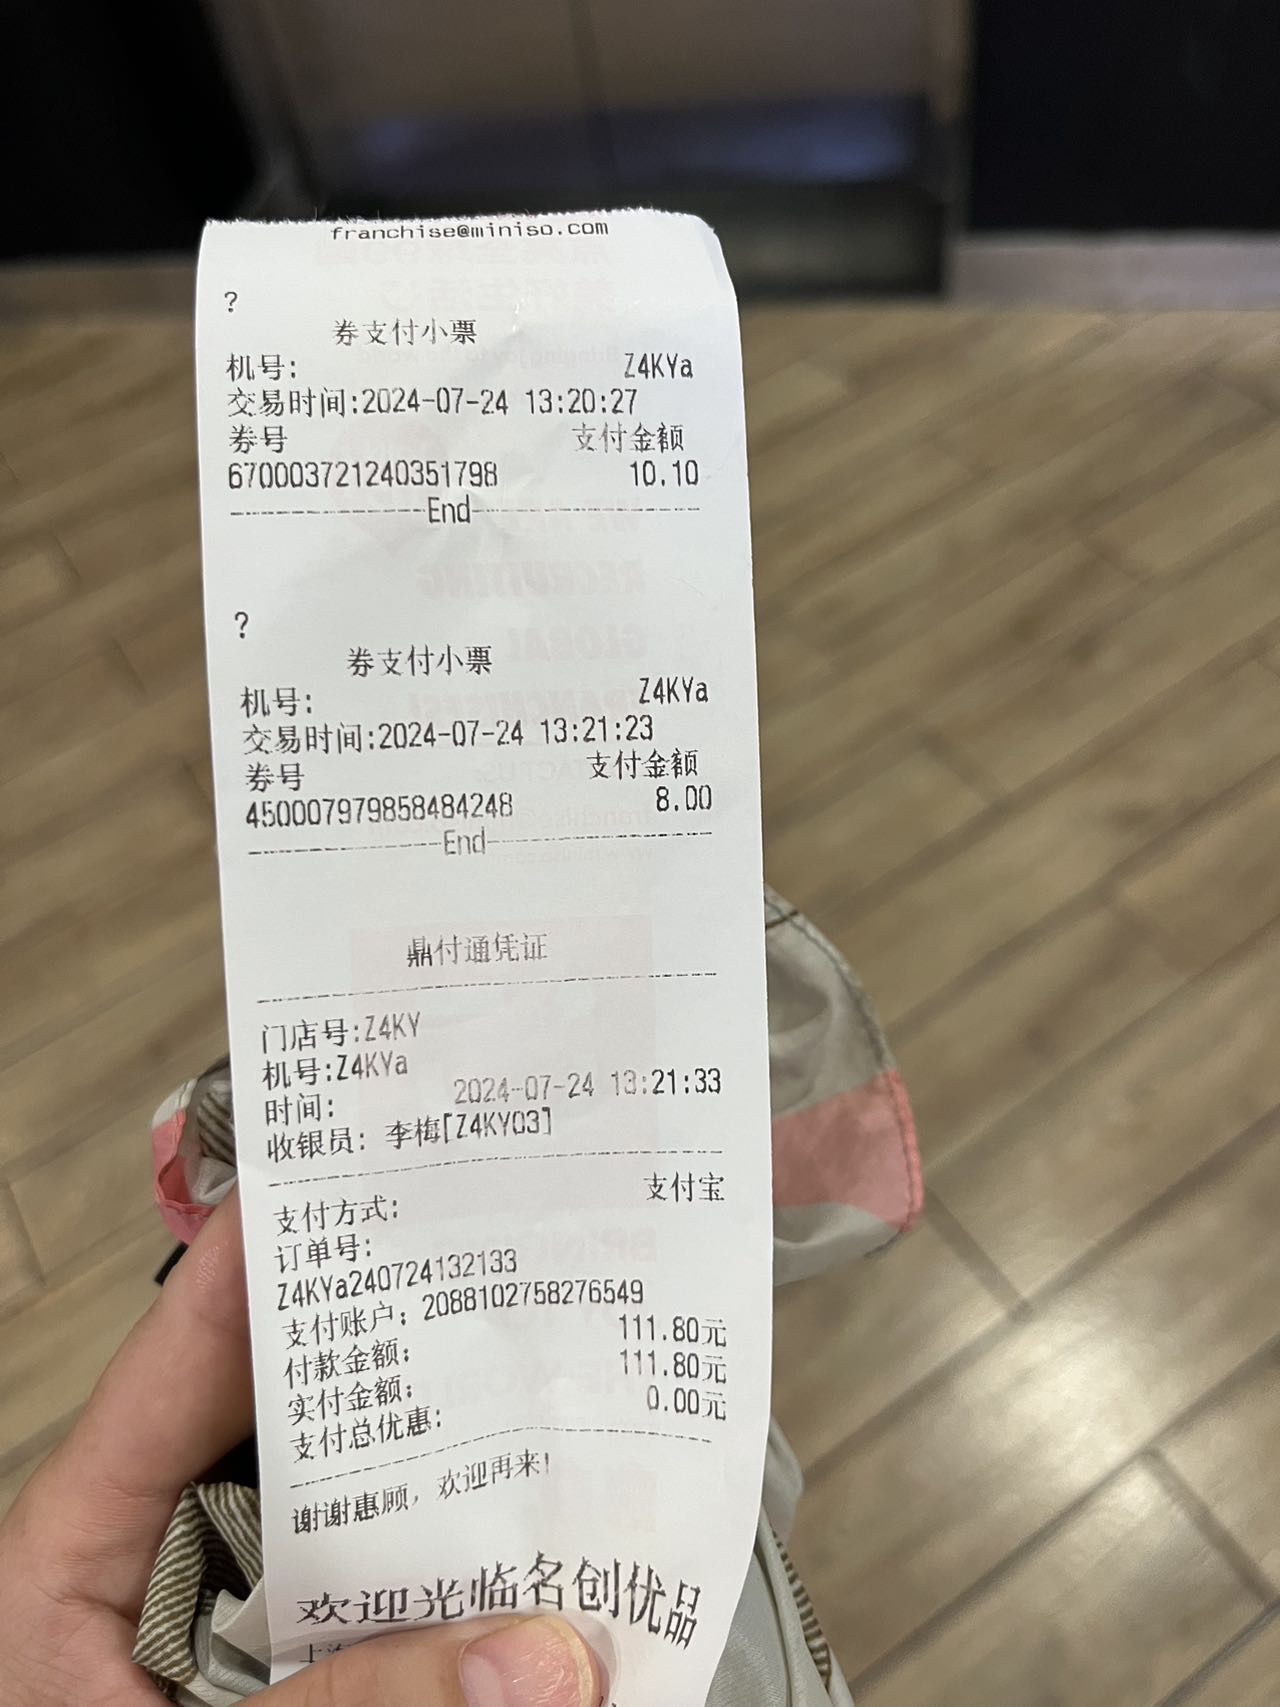 franchise@miniso.com
?
券支付小票
机号: Z4KYa
交易时间:2024-07-24 13:20:27
券号 支付金额
670003721240351798 10.10
End
?
券支付小票
机号: Z4KYa
交易时间:2024-07-24 13:21:23
券号 支付金额
450007979858484248 8.00
End
鼎付通凭证
门店号:Z4KY
机号:Z4KYa
时间: 2024-07-24 13:21:33
收银员: 李梅[Z4KY03]
支付方式: 支付宝
订单号:
Z4KYa240724132133
支付账户: 2088102758276549
付款金额: 111.80元
实付金额: 111.80元
支付总优惠: 0.00元
谢谢惠顾，欢迎再来!
欢迎光临名创优品